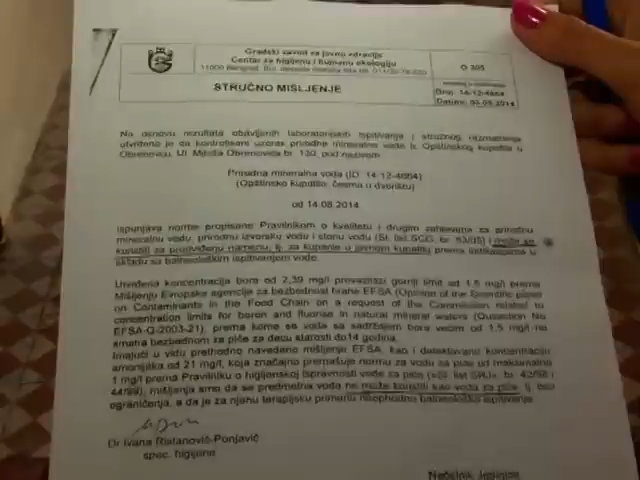 Gradski zavod za javno zdravlje
Centar za higijenu i humanu ekologiju
11000 Beograd, Bul. despota Stefana
O 305
STRUČNO MIŠLJENJE
Broj: 14-12-4664
Datum: 03.09.2014
Na osnovu rezultata obavljenih laboratorijskih ispitivanja i stručnog razmatranja
utvrđeno je da kontrolisani uzorak prirodne mineralne vode iz Opštinskog kupatila u
Obrenovcu, Ul. Miloša Obrenovića br. 130, pod nazivom
Prirodna mineralna voda (ID: 14-12-4664)
(Opštinsko kupatilo, česma u dvorištu)
od 14.08.2014
ispunjava norme propisane Pravilnikom o kvalitetu i drugim zahtevima za prirodnu
mineralnu vodu, prirodnu izvorsku vodu i stonu vodu (Sl. list SCG, br. 53/05) i može se
koristiti za predviđenu namenu, tj. za kupanje u javnom kupatilu prema indikacijama u
skladu sa balneološkim ispitivanjem vode.
Utvrđena koncentracija bora od 2,39 mg/l prevazilazi gornji limit od 1,5 mg/l prema
Mišljenju Evropske agencije za bezbednost hrane EFSA (Opinion of the Scientific panel
on Contaminants in the Food Chain on a request of the Commission related to
concentration limits for boron and fluoride in natural mineral waters (Question No
EFSA-Q-2003-21), prema kome se voda sa sadržajem bora većim od 1,5 mg/l ne
smatra bezbednom za piće za decu starosti do 14 godina.
Imajući u vidu prethodno navedeno mišljenje EFSA, kao i detektovanu koncentraciju
amonijaka od 21 mg/l, koja značajno premašuje normu za vodu za piće od maksimalno
1 mg/l prema Pravilniku o higijenskoj ispravnosti vode za piće («Sl. list SRJ», br. 42/98 i
44/99), mišljenja smo da se predmetna voda ne može koristiti kao voda za piće, tj. bez
ograničenja, a da je za njenu terapijsku primenu neophodno balneološko ispitivanje.
Dr Ivana Ristanović-Ponjavić
spec. higijene
Načelnik